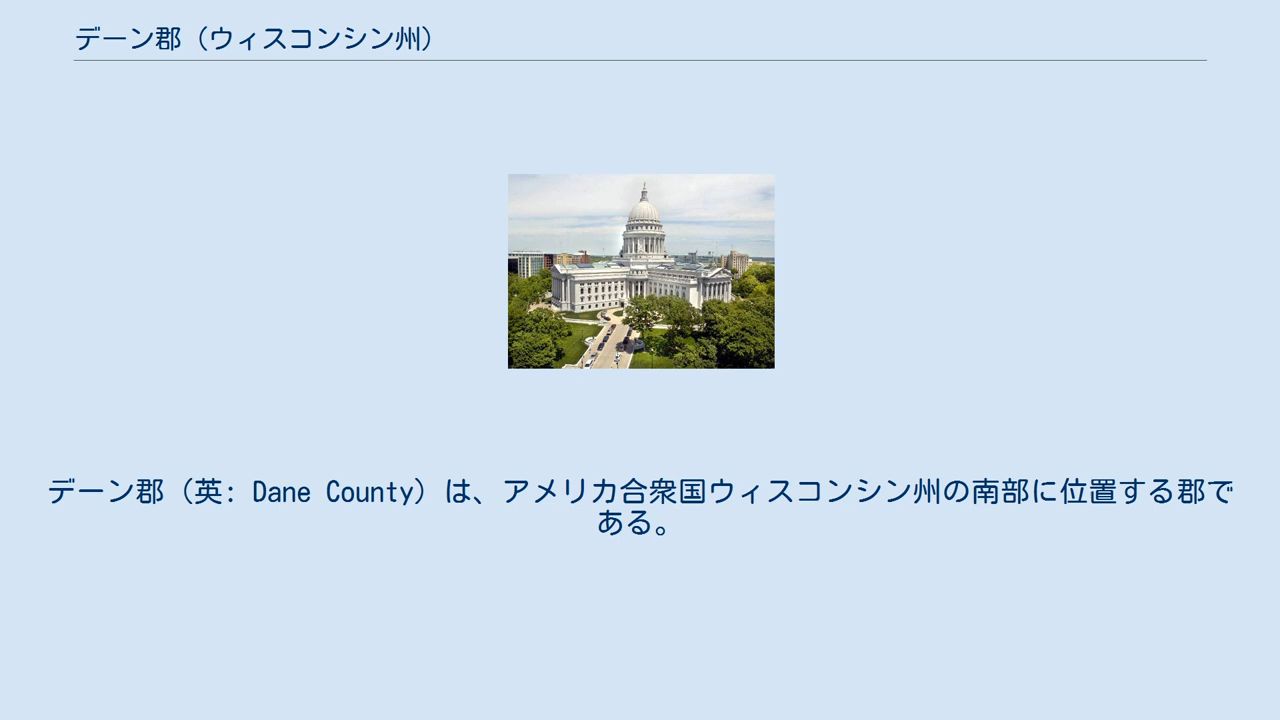 デーン郡（ウィスコンシン州）
デーン郡（英: Dane County）は、アメリカ合衆国ウィスコンシン州の南部に位置する郡で
ある。